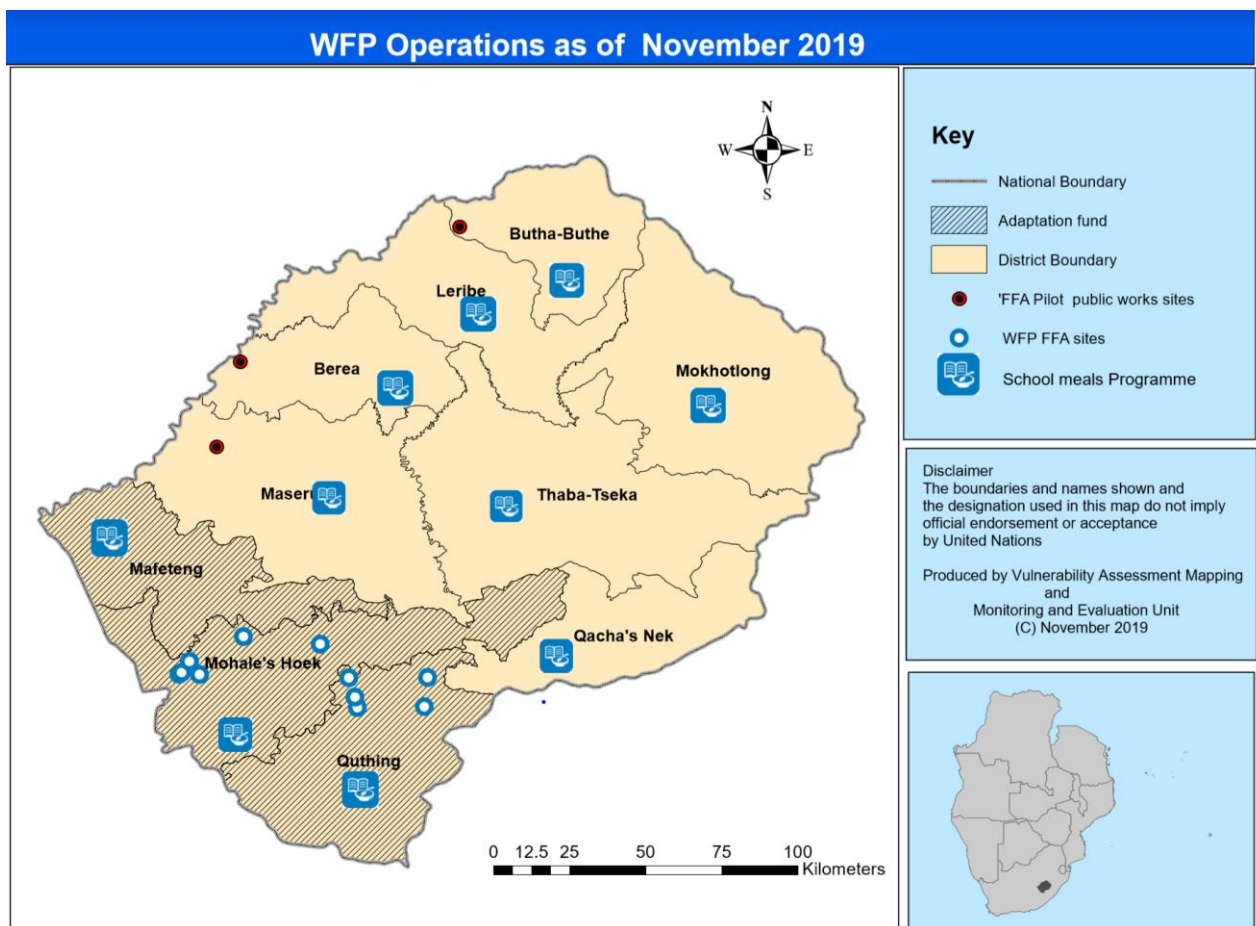 WFP Operations as of November 2019
N
W
E
S
Butha-Buthe
Leribe
Berea
Mokhotlong
Maseru
Thaba-Tseka
Mafeteng
Qacha's Nek
Mohale's Hoek
Quthing
0 12.5 25 50 75 100
Kilometers
Key
National Boundary
Adaptation fund
District Boundary
'FFA Pilot public works sites
WFP FFA sites
School meals Programme
Disclaimer
The boundaries and names shown and
the designation used in this map do not imply
official endorsement or acceptance
by United Nations
Produced by Vulnerability Assessment Mapping
and
Monitoring and Evaluation Unit
(C) November 2019